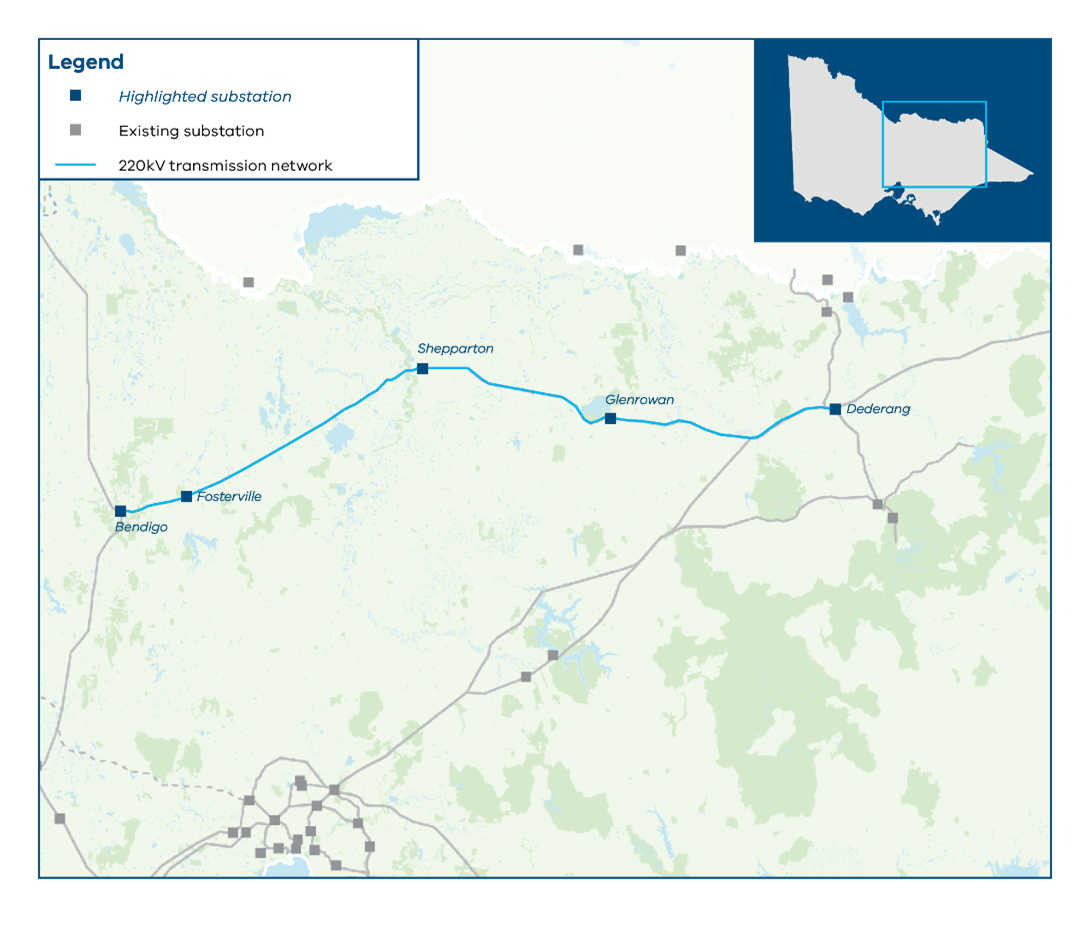 Legend
Highlighted substation
Existing substation
220kV transmission network
Shepparton
Glenrowan
Dederang
Fosterville
Bendigo